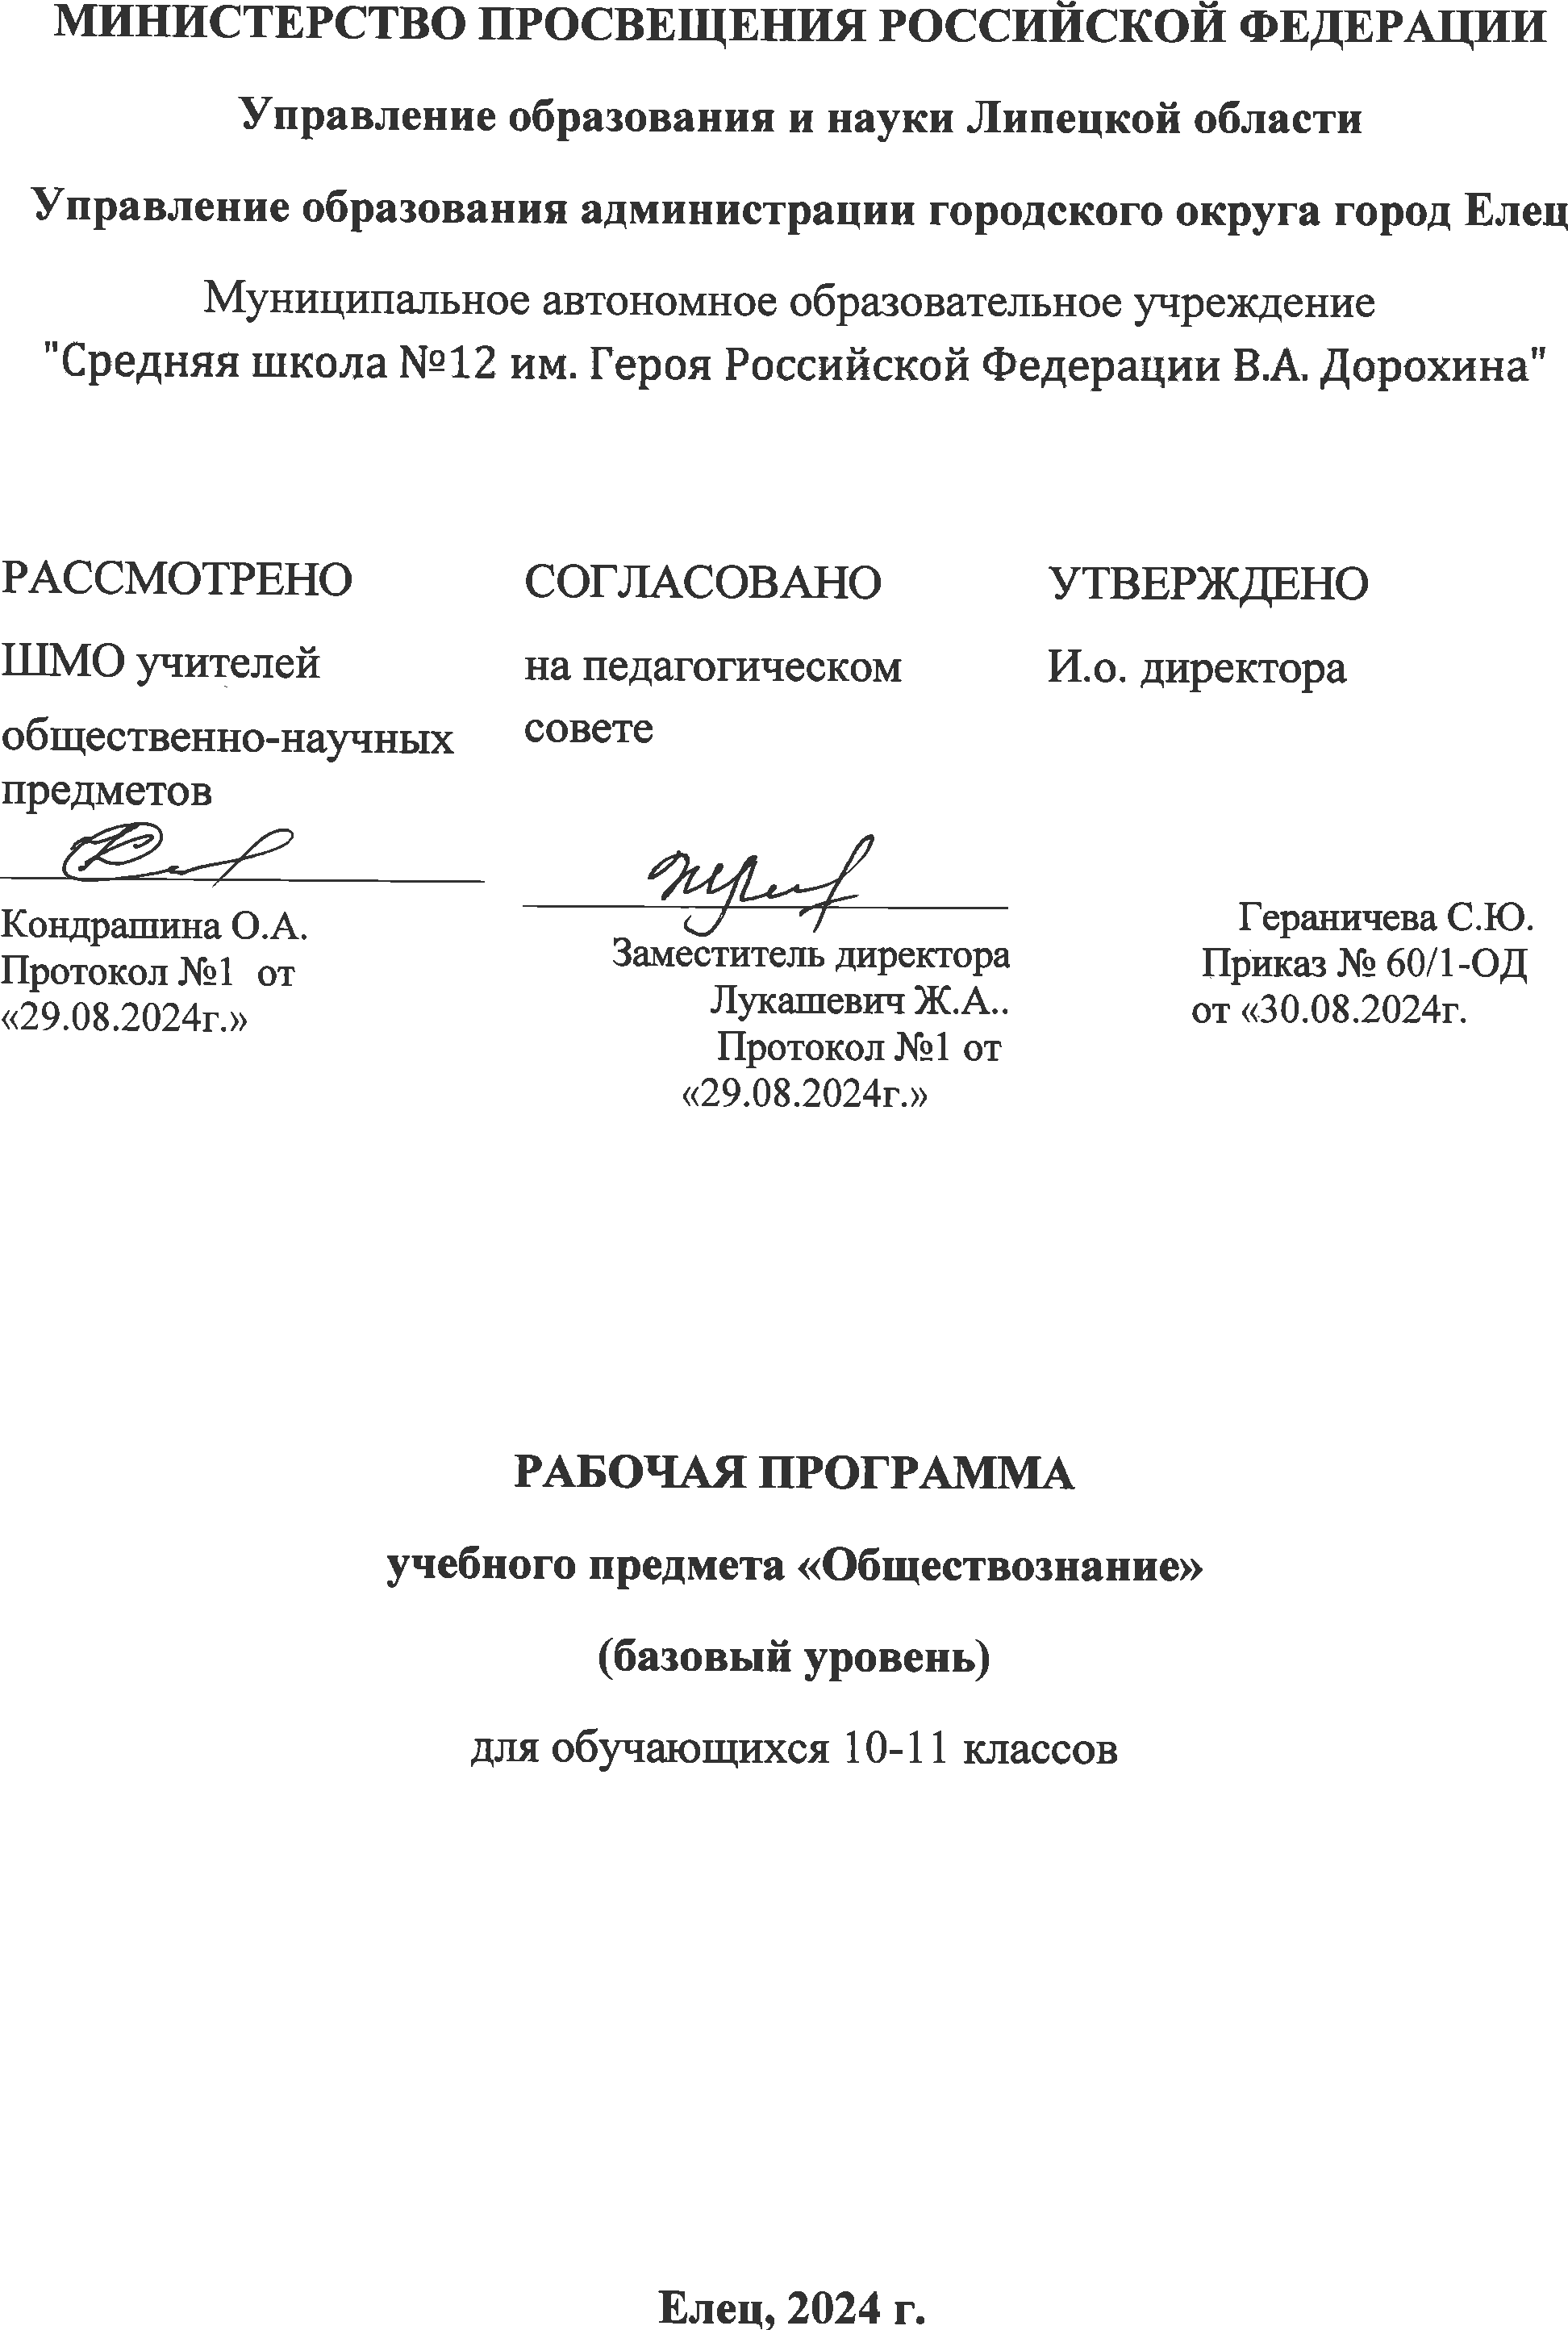 МИНИСТЕРСТВО ПРОСВЕЩЕНИЯ РОССИЙСКОЙ ФЕДЕРАЦИИ
Управление образования и науки Липецкой области
Управление образования администрации городского округа город Елец
Муниципальное автономное образовательное учреждение
"Средняя школа №12 им. Героя Российской Федерации В.А. Дорохина"
РАССМОТРЕНО
ШМО учителей
общественно-научных
предметов
Кондрашина О.А.
Протокол №1 от
«29.08.2024г.»
СОГЛАСОВАНО
на педагогическом
совете
Заместитель директора
Лукашевич Ж.А..
Протокол №1 от
«29.08.2024г.»
УТВЕРЖДЕНО
И.о. директора
Гераничева С.Ю.
Приказ № 60/1-ОД
от «30.08.2024г.
РАБОЧАЯ ПРОГРАММА
учебного предмета «Обществознание»
(базовый уровень)
для обучающихся 10-11 классов
Елец, 2024 г.